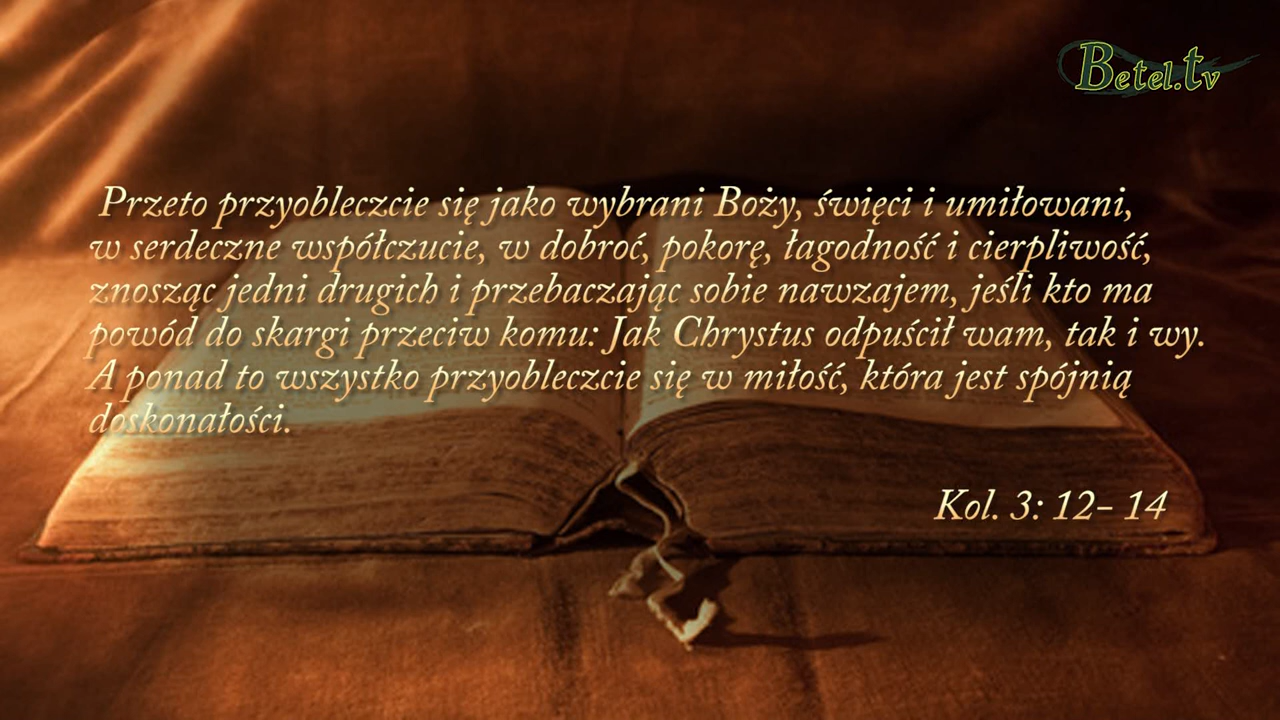 Betel.tv
Przeto przyobleczcie się jako wybrani Boży, święci i umiłowani,
w serdeczne współczucie, w dobroć, pokorę, łagodność i cierpliwość,
znosząc jedni drugich i przebaczając sobie nawzajem, jeśli kto ma
powód do skargi przeciw komu: Jak Chrystus odpuścił wam, tak i wy.
A ponad to wszystko przyobleczcie się w miłość, która jest spójnią
doskonałości.
Kol. 3: 12- 14